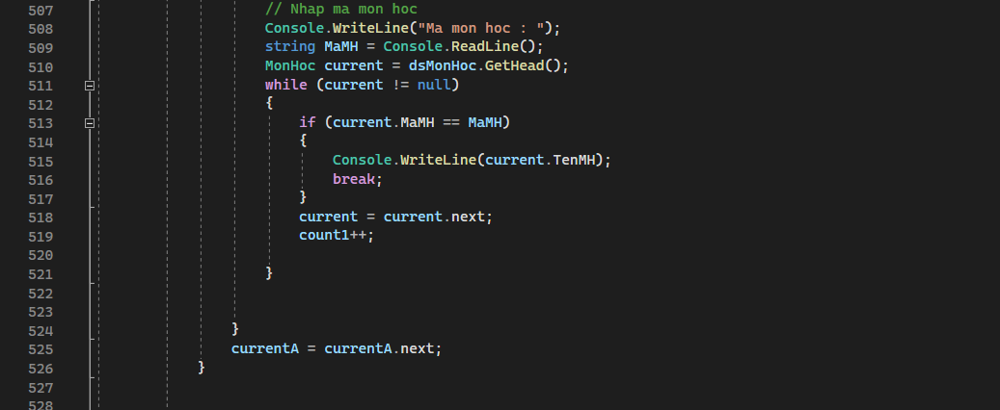 507 // Nhap ma mon hoc
508 Console.WriteLine("Ma mon hoc : ");
509 string MaMH = Console.ReadLine();
510 MonHoc current = dsMonHoc.GetHead();
511 while (current != null)
512 {
513 if (current.MaMH == MaMH)
514 {
515 Console.WriteLine(current.TenMH);
516 break;
517 }
518 current = current.next;
519 count1++;
520
521 }
522
523
524 }
525 currentA = currentA.next;
526 }
527
528